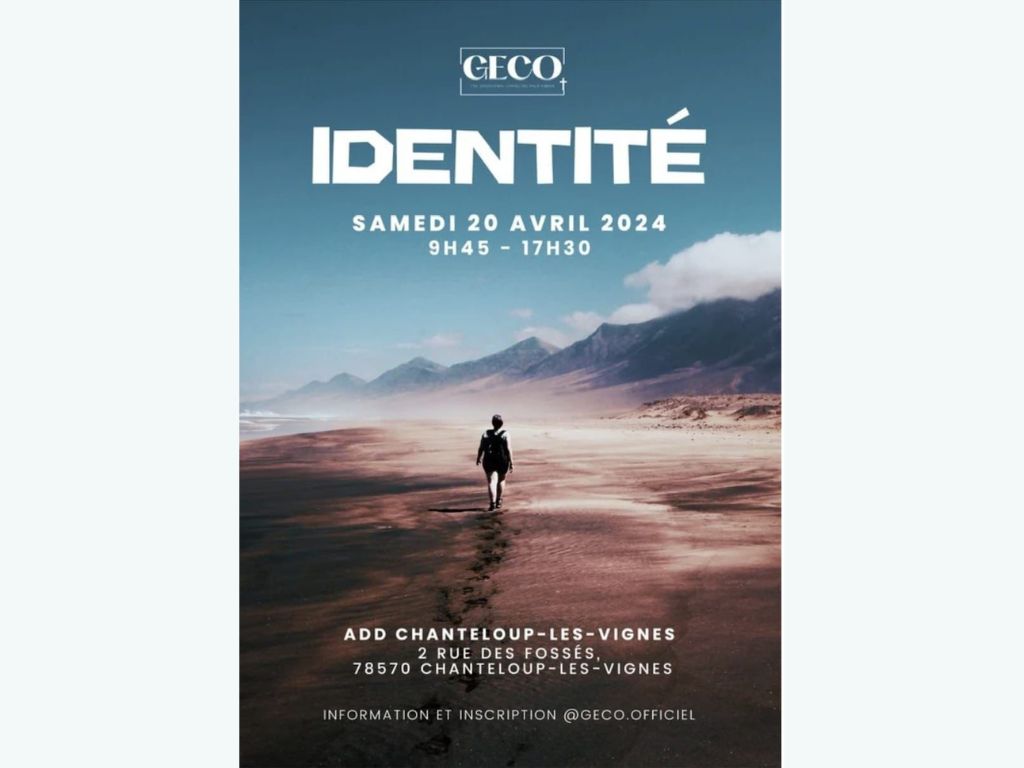 GECO
IDENTITÉ
SAMEDI 20 AVRIL 2024
9H45 - 17H30
ADD CHANTELOUP-LES-VIGNES
2 RUE DES FOSSÉS,
78570 CHANTELOUP-LES-VIGNES
INFORMATION ET INSCRIPTION @GECO.OFFICIEL